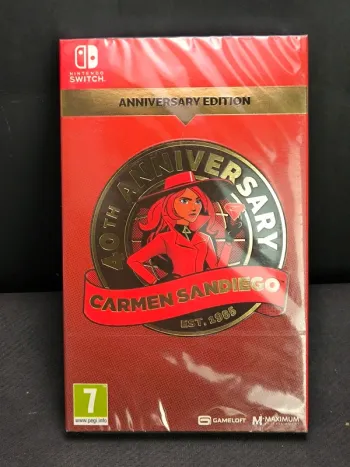 NINTENDO
SWITCH
ANNIVERSARY EDITION
40TH ANNIVERSARY
CARMEN SANDIEGO
EST. 1985
7
www.pegi.info
GAMELOFT
MAXIMUM